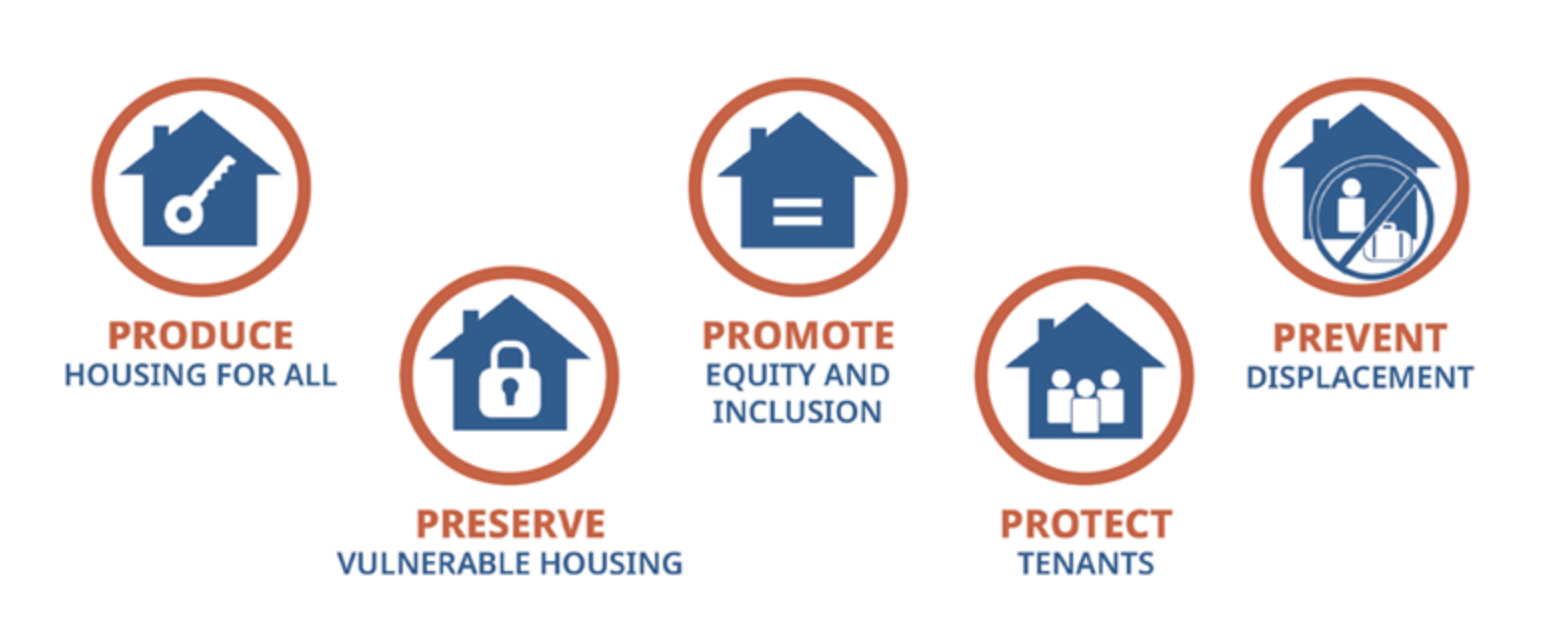 PRODUCE
HOUSING FOR ALL
PRESERVE
VULNERABLE HOUSING
PROMOTE
EQUITY AND
INCLUSION
PROTECT
TENANTS
PREVENT
DISPLACEMENT